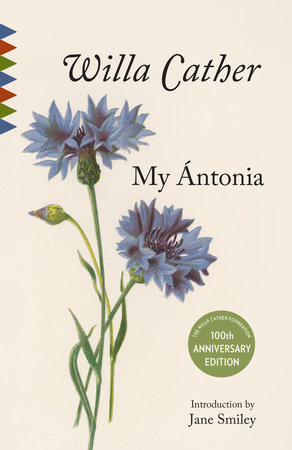 Willa Cather
My Ántonia
THE WILLA CATHER FOUNDATION
100th
ANNIVERSARY
EDITION
Introduction by
Jane Smiley